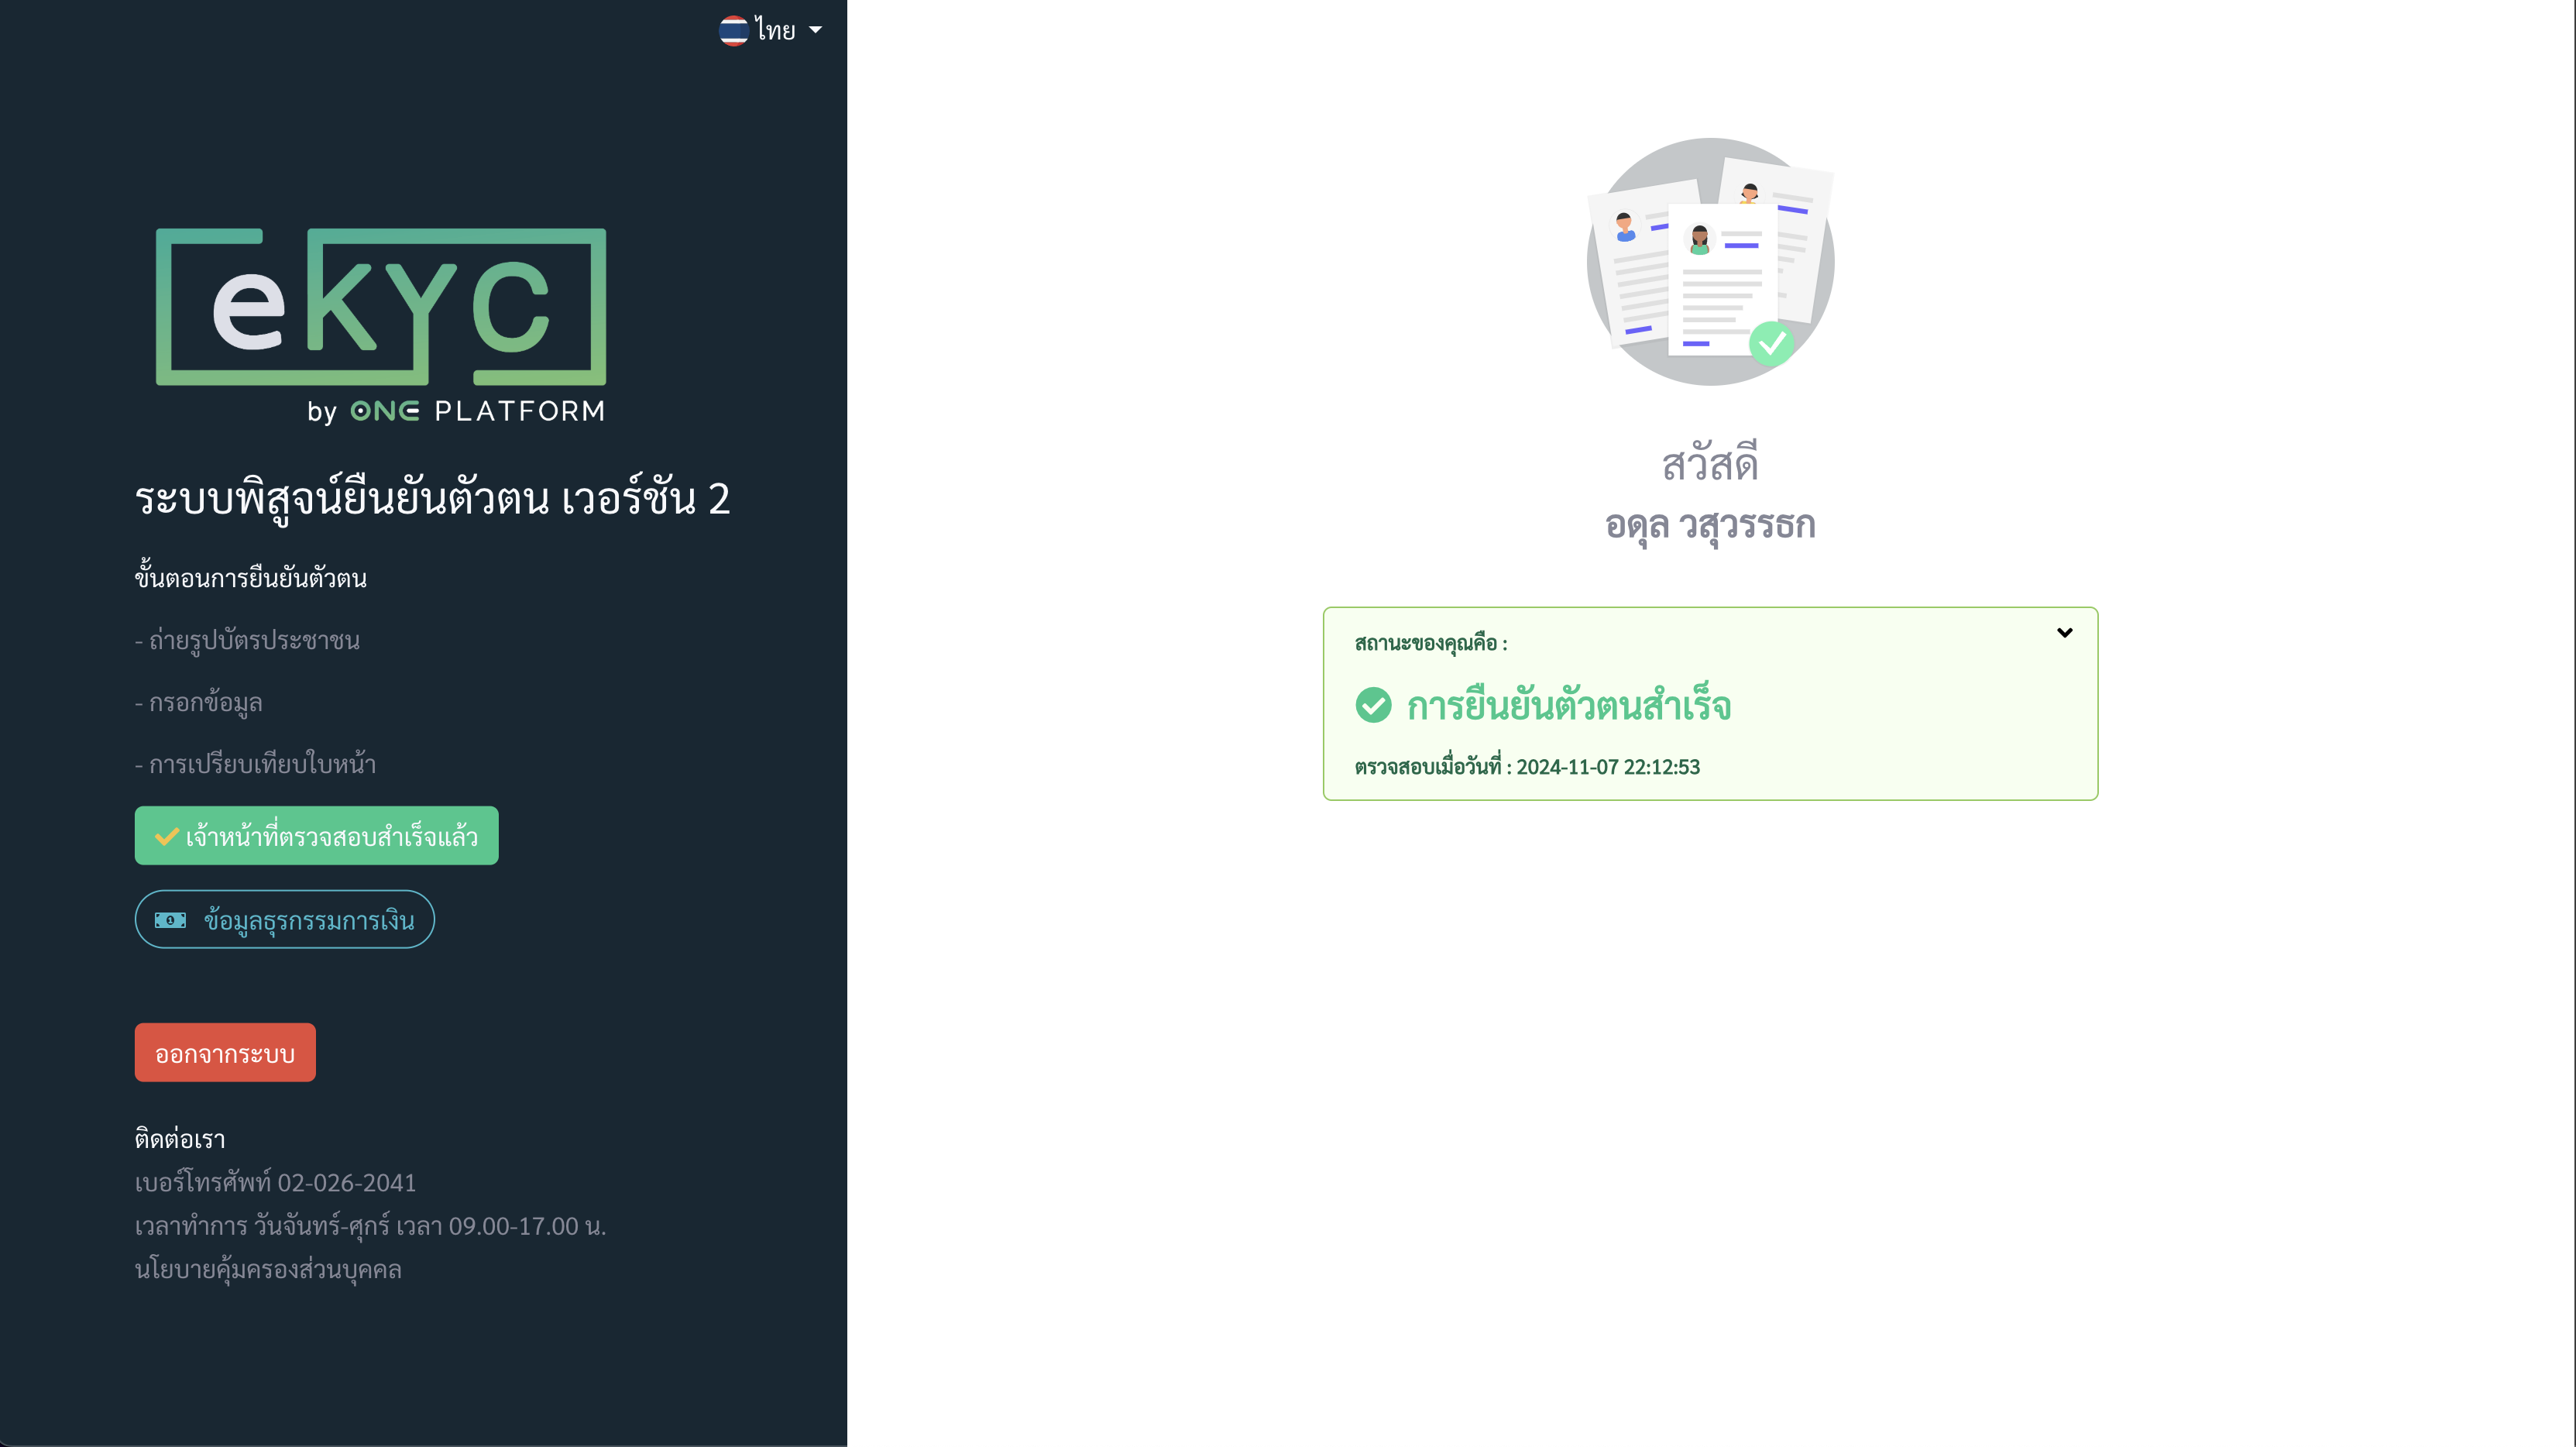 ไทย
eKYC
by ONE PLATFORM
ระบบพิสูจน์ยืนยันตัวตน เวอร์ชัน 2
ขั้นตอนการยืนยันตัวตน
- ถ่ายรูปบัตรประชาชน
- กรอกข้อมูล
- การเปรียบเทียบใบหน้า
เจ้าหน้าที่ตรวจสอบสำเร็จแล้ว
ข้อมูลธุรกรรมการเงิน
ออกจากระบบ
ติดต่อเรา
เบอร์โทรศัพท์ 02-026-2041
เวลาทำการ วันจันทร์-ศุกร์ เวลา 09.00-17.00 น.
นโยบายคุ้มครองส่วนบุคคล
สวัสดี
อดุล วสุวรรธก
สถานะของคุณคือ :
การยืนยันตัวตนสำเร็จ
ตรวจสอบเมื่อวันที่ : 2024-11-07 22:12:53